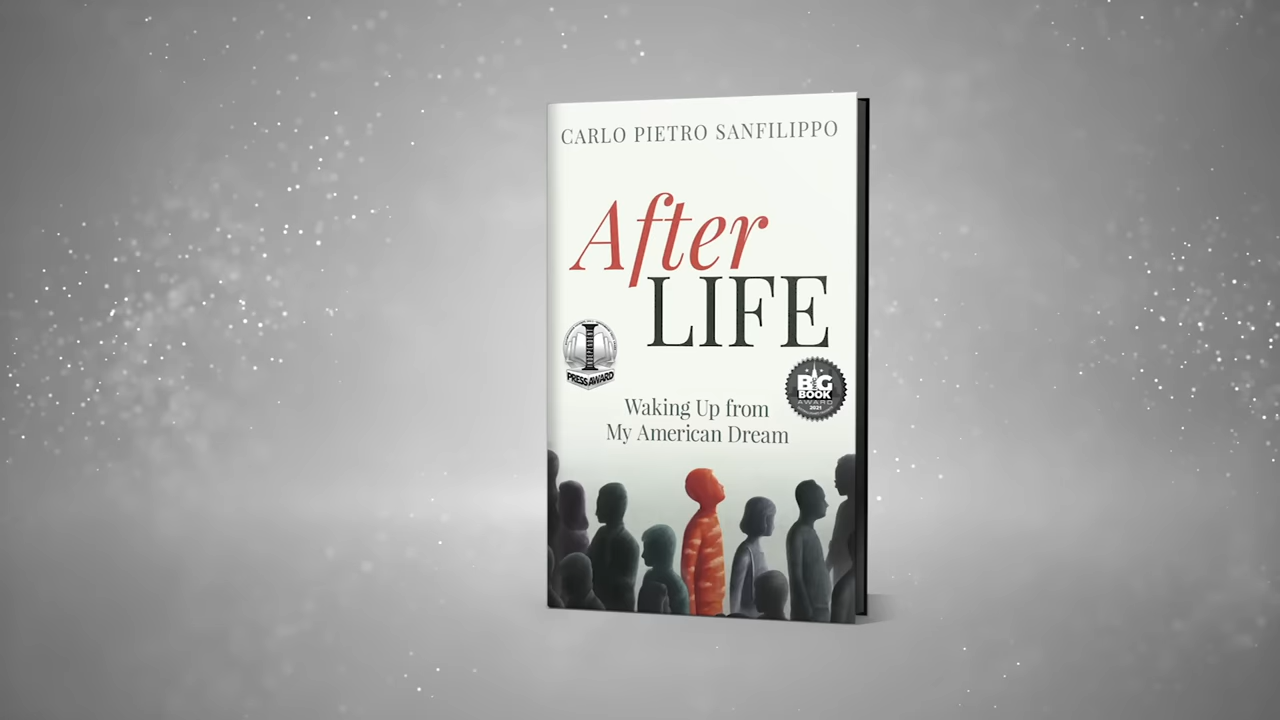 CARLO PIETRO SANFILIPPO
After
LIFE
PRESS AWARD
BIG
BOOK
AWARD
2021
Waking Up from
My American Dream